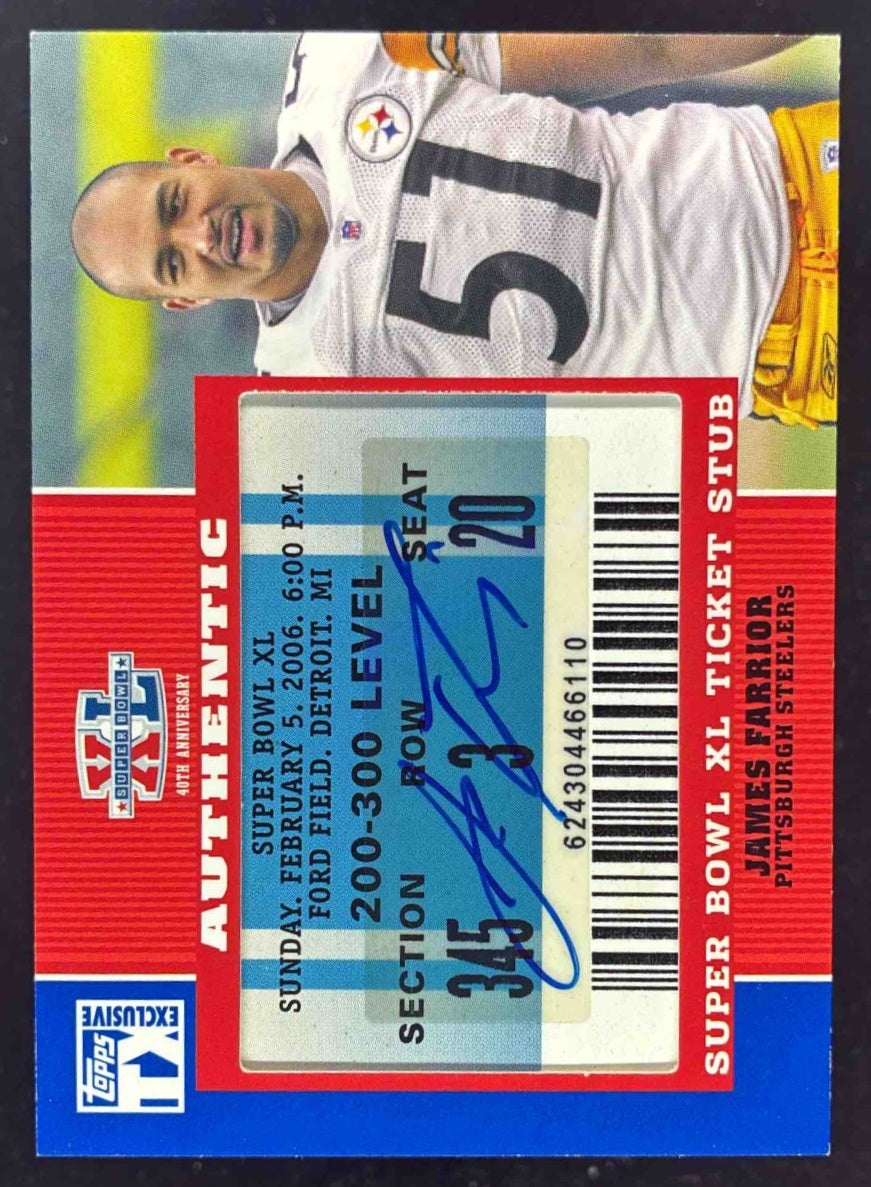 TOPPS
EXCLUSIVE
XL
XL
SUPER BOWL
40TH ANNIVERSARY
51
AUTHENTIC
SUPER BOWL XL
SUNDAY. FEBRUARY 5. 2006. 6:00 P.M.
FORD FIELD. DETROIT. MI
200-300 LEVEL
SECTION ROW SEAT
345 3 20
624304466110
SUPER BOWL XL TICKET STUB
JAMES FARRIOR
PITTSBURGH STEELERS